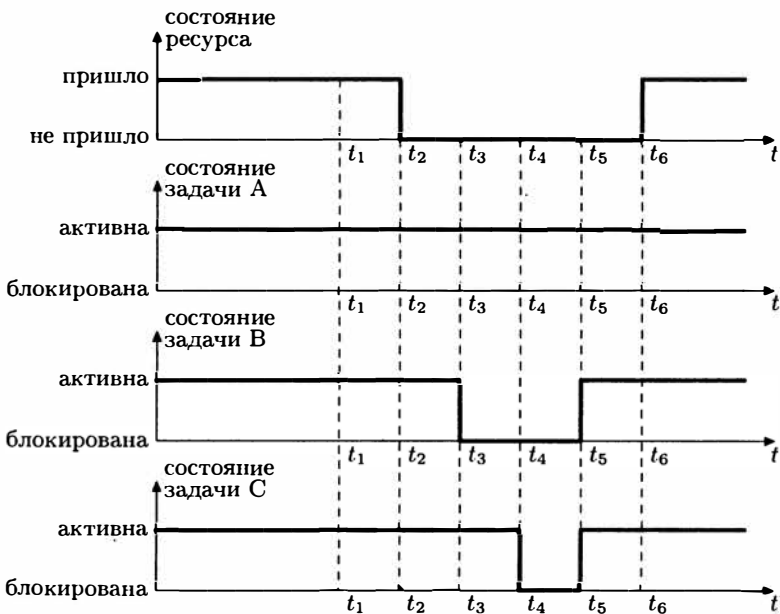 состояние
ресурса
пришло
не пришло
t₁ t₂ t₃ t₄ t₅ t₆ t
состояние
задачи А
активна
блокирована
t₁ t₂ t₃ t₄ t₅ t₆ t
состояние
задачи В
активна
блокирована
t₁ t₂ t₃ t₄ t₅ t₆ t
состояние
задачи С
активна
блокирована
t₁ t₂ t₃ t₄ t₅ t₆ t